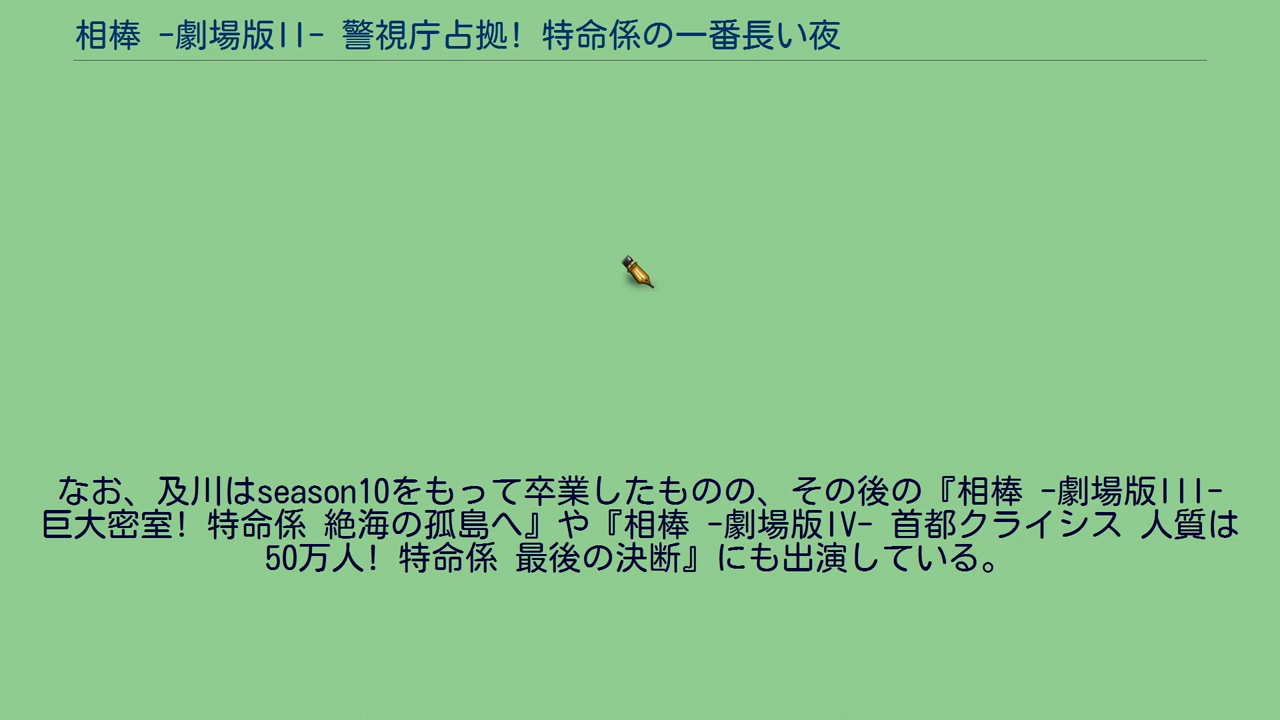 相棒 -劇場版II- 警視庁占拠! 特命係の一番長い夜
なお、及川はseason10をもって卒業したものの、その後の『相棒 -劇場版III-
巨大密室! 特命係 絶海の孤島へ』や『相棒 -劇場版IV- 首都クライシス 人質は
50万人! 特命係 最後の決断』にも出演している。